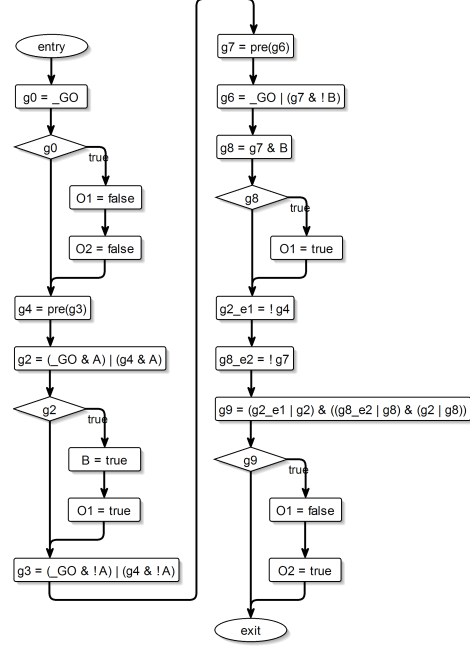 entry
g0 = _GO
g0
true
O1 = false
O2 = false
g4 = pre(g3)
g2 = (_GO & A) | (g4 & A)
g2
true
B = true
O1 = true
g3 = (_GO & ! A) | (g4 & ! A)
g7 = pre(g6)
g6 = _GO | (g7 & ! B)
g8 = g7 & B
g8
true
O1 = true
g2_e1 = ! g4
g8_e2 = ! g7
g9 = (g2_e1 | g2) & ((g8_e2 | g8) & (g2 | g8))
g9
true
O1 = false
O2 = true
exit